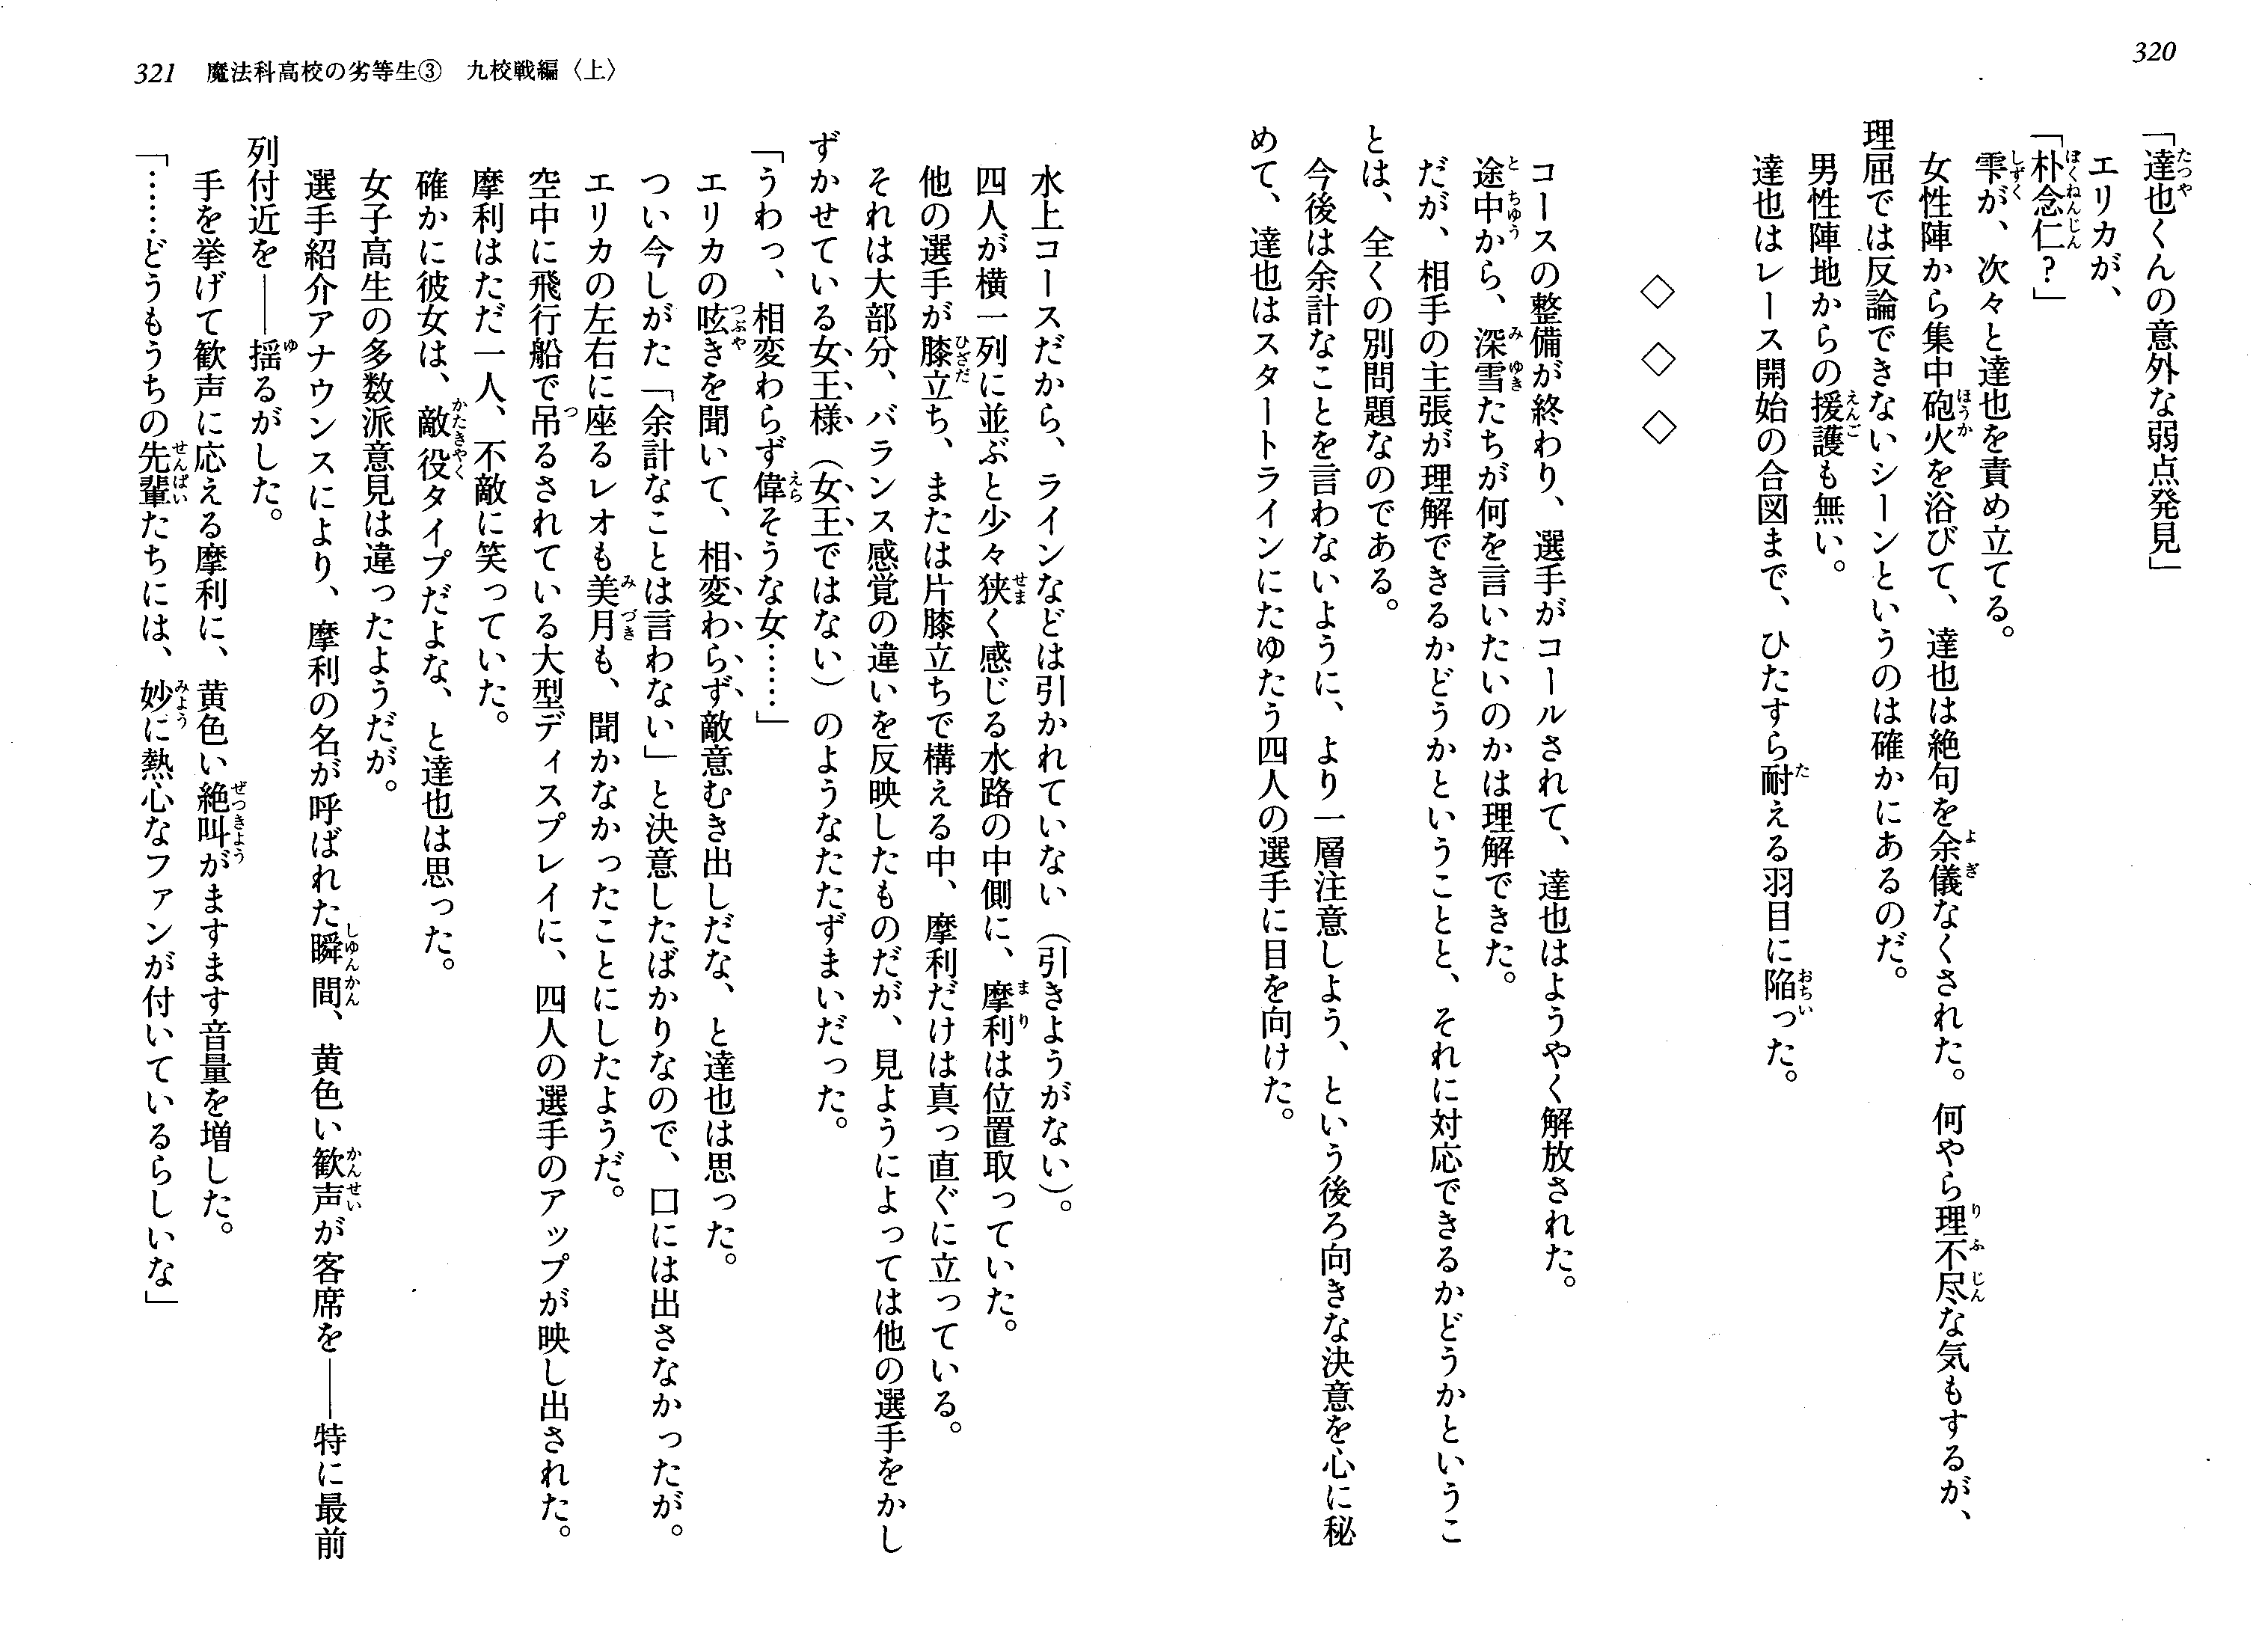 320
「達也くんの意外な弱点発見」
エリカが、
「朴念仁?」
雫が、次々と達也を責め立てる。
女性陣から集中砲火を浴びて、達也は絶句を余儀なくされた。何やら理不尽な気もするが、
理屈では反論できないシーンというのは確かにあるのだ。
男性陣地からの援護も無い。
達也はレース開始の合図まで、ひたすら耐える羽目に陥った。
◇ ◇ ◇
コースの整備が終わり、選手がコールされて、達也はようやく解放された。
途中から、深雪たちが何を言いたいのかは理解できた。
だが、相手の主張が理解できるかどうかということと、それに対応できるかどうかというこ
とは、全くの別問題なのである。
今後は余計なことを言わないように、より一層注意しよう、という後ろ向きな決意を心に秘
めて、達也はスタートラインにたゆたう四人の選手に目を向けた。
321 魔法科高校の劣等生③ 九校戦編〈上〉
水上コースだから、ラインなどは引かれていない(引きようがない)。
四人が横一列に並ぶと少々狭く感じる水路の中側に、摩利は位置取っていた。
他の選手が膝立ち、または片膝立ちで構える中、摩利だけは真っ直ぐに立っている。
それは大部分、バランス感覚の違いを反映したものだが、見ようによっては他の選手をかし
ずかせている女王様(女王ではない)のようなたたずまいだった。
「うわっ、相変わらず偉そうな女……」
エリカの呟きを聞いて、相変わらず敵意むき出しだな、と達也は思った。
つい今しがた「余計なことは言わない」と決意したばかりなので、口には出さなかったが。
エリカの左右に座るレオも美月も、聞かなかったことにしたようだ。
空中に飛行船で吊るされている大型ディスプレイに、四人の選手のアップが映し出された。
摩利はただ一人、不敵に笑っていた。
確かに彼女は、敵役タイプだよな、と達也は思った。
女子高生の多数派意見は違ったようだが。
選手紹介アナウンスにより、摩利の名が呼ばれた瞬間、黄色い歓声が客席を――特に最前
列付近を――揺るがした。
手を挙げて歓声に応える摩利に、黄色い絶叫がますます音量を増した。
「……どうもうちの先輩たちには、妙に熱心なファンが付いているらしいな」